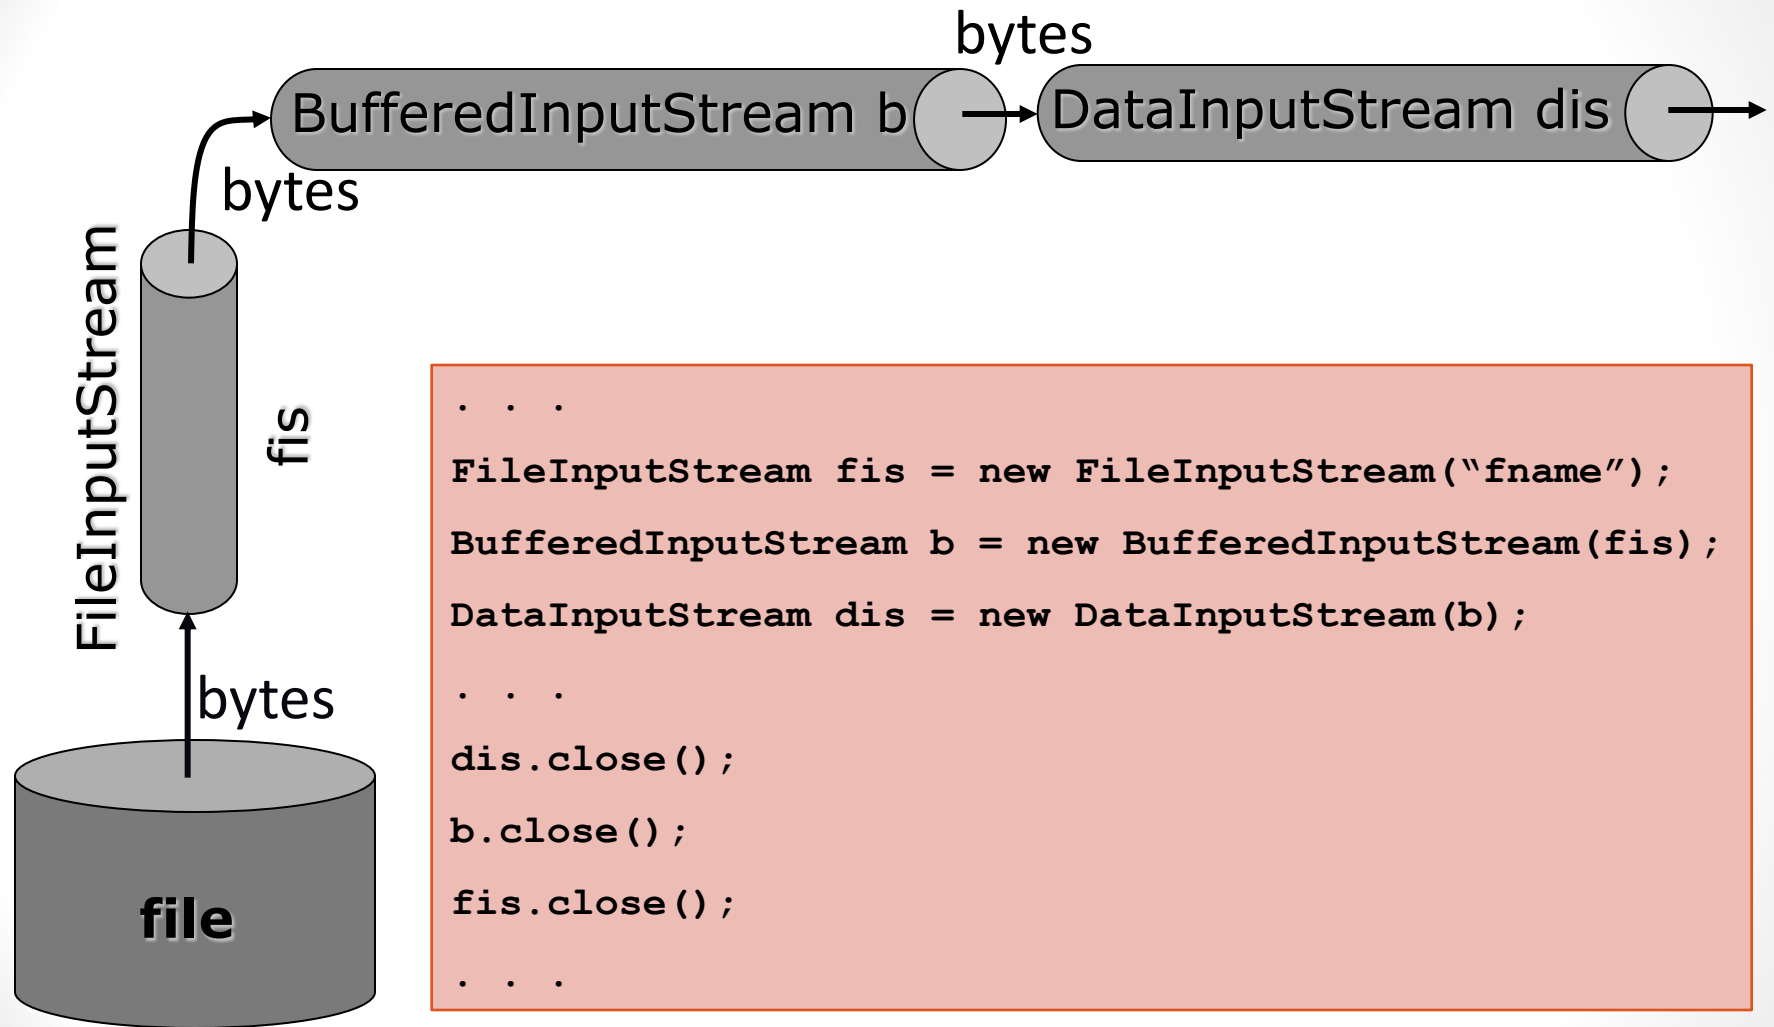 bytes
BufferedInputStream b
DataInputStream dis
bytes
FileInputStream
fis
bytes
file
. . .
FileInputStream fis = new FileInputStream(“fname”);
BufferedInputStream b = new BufferedInputStream(fis);
DataInputStream dis = new DataInputStream(b);
. . .
dis.close();
b.close();
fis.close();
. . .